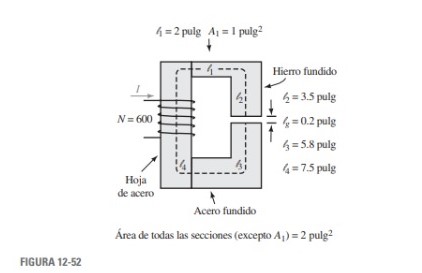 ℓ₁ = 2 pulg A₁ = 1 pulg²
ℓ₁
Hierro fundido
I
ℓ₂
ℓ₂ = 3.5 pulg
N = 600
ℓg = 0.2 pulg
ℓ₃ = 5.8 pulg
ℓ₄
ℓ₃
ℓ₄ = 7.5 pulg
Hoja
de acero
Acero fundido
Área de todas las secciones (excepto A₁) = 2 pulg²
FIGURA 12-52